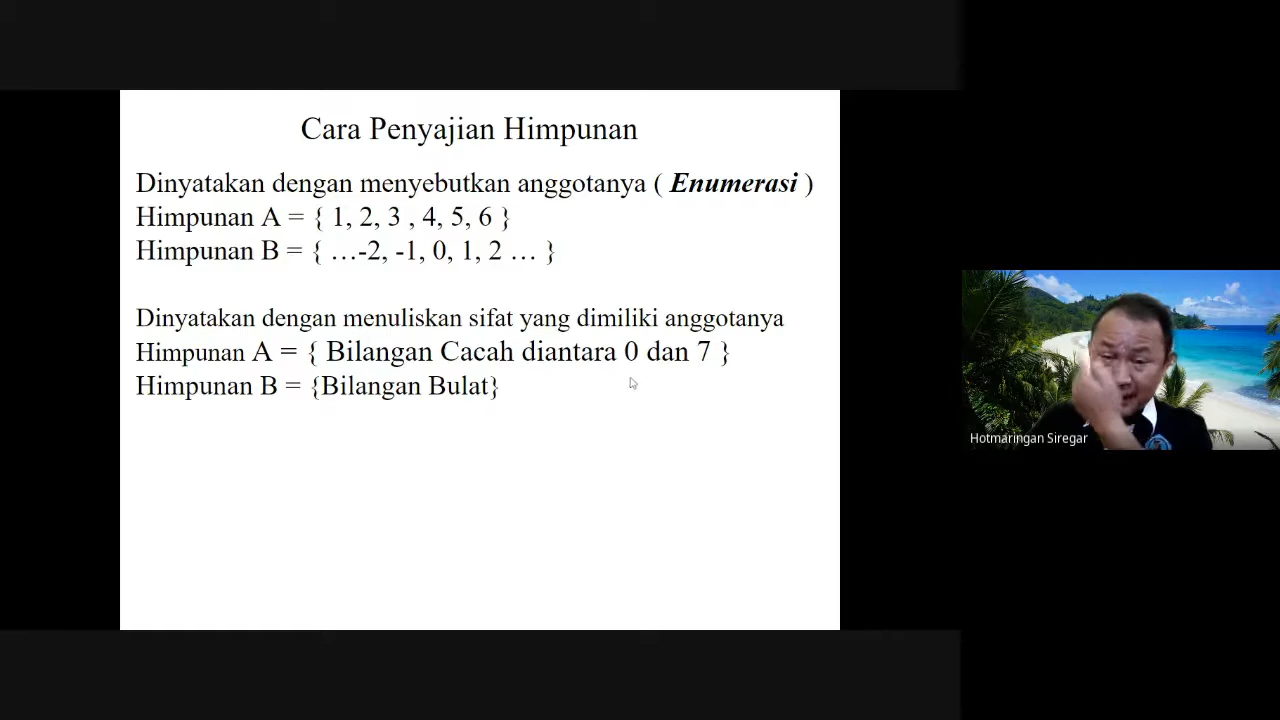 Cara Penyajian Himpunan
Dinyatakan dengan menyebutkan anggotanya ( Enumerasi )
Himpunan A = { 1, 2, 3 , 4, 5, 6 }
Himpunan B = { …-2, -1, 0, 1, 2 … }
Dinyatakan dengan menuliskan sifat yang dimiliki anggotanya
Himpunan A = { Bilangan Cacah diantara 0 dan 7 }
Himpunan B = {Bilangan Bulat}
Hotmaringan Siregar